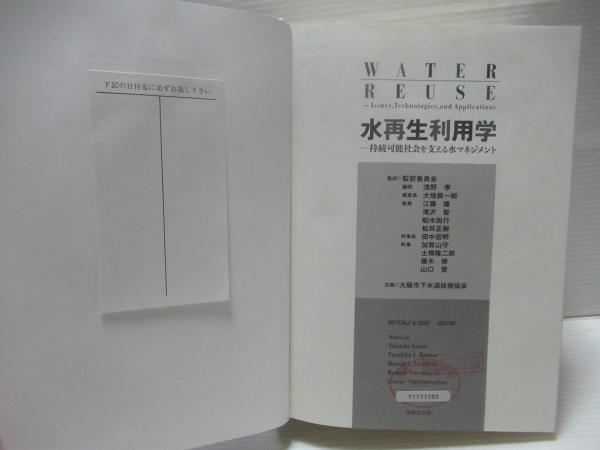 下記の日付迄に必ずお返し下さい
WATER
REUSE
─ Issues, Technologies, and Applications
水再生利用学
─持続可能社会を支える水マネジメント
監訳◎監訳委員会
顧問 浅野 孝
委員長 大垣眞一郎
委員 江藤 隆
滝沢 智
船水尚行
松井正樹
幹事長 田中宏明
幹事 加賀山守
土橋隆二郎
藤木 修
山口 登
企画◎大阪市下水道技術協会
METCALF & EDDY AECOM
Written by
Takashi Asano
Franklin L. Burton
Harold L.
George Tchobanoglous
71111505